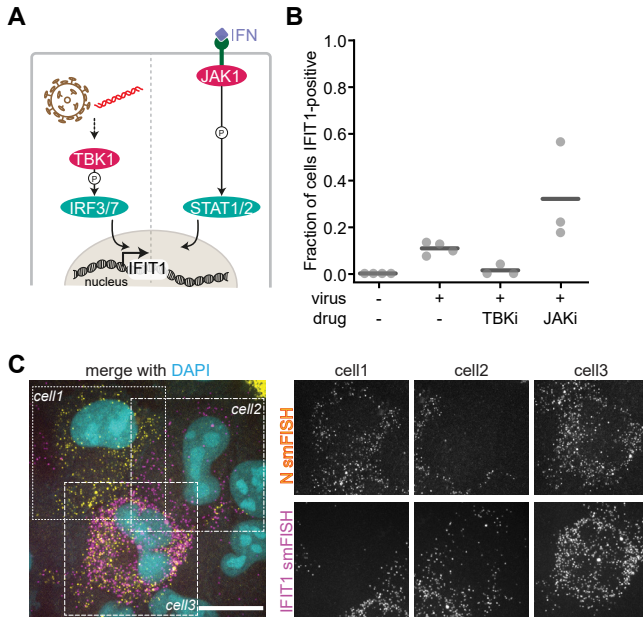 A
IFN
JAK1
P
TBK1
P
IRF3/7
STAT1/2
IFIT1
nucleus
B
Fraction of cells IFIT1-positive
1.0
0.8
0.6
0.4
0.2
0.0
virus - + + +
drug - - TBKi JAKi
C
merge with DAPI
cell1
cell2
cell3
cell1 cell2 cell3
N smFISH
IFIT1 smFISH